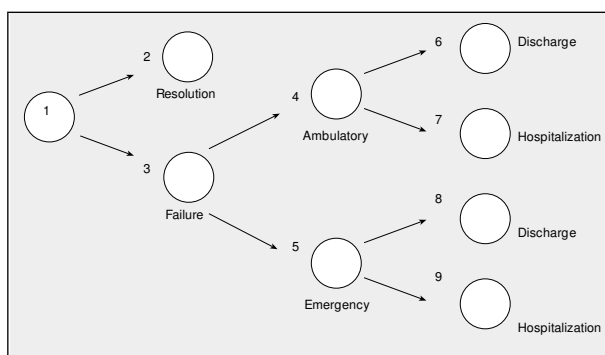 1
2
Resolution
3
Failure
4
Ambulatory
5
Emergency
6
Discharge
7
Hospitalization
8
Discharge
9
Hospitalization